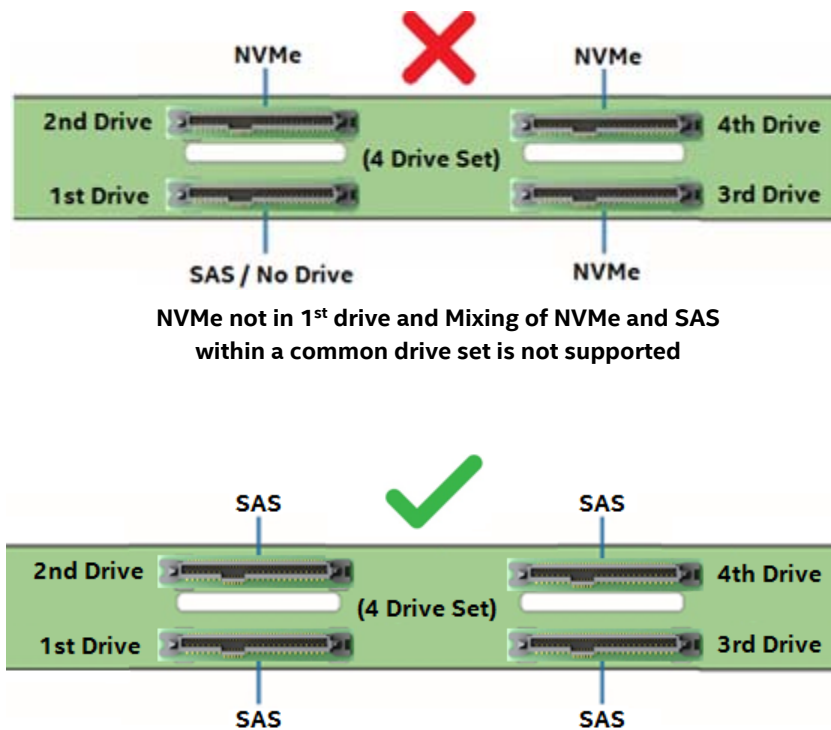 NVMe
NVMe
2nd Drive
4th Drive
(4 Drive Set)
1st Drive
3rd Drive
SAS / No Drive
NVMe
NVMe not in 1st drive and Mixing of NVMe and SAS
within a common drive set is not supported
SAS
SAS
2nd Drive
4th Drive
(4 Drive Set)
1st Drive
3rd Drive
SAS
SAS